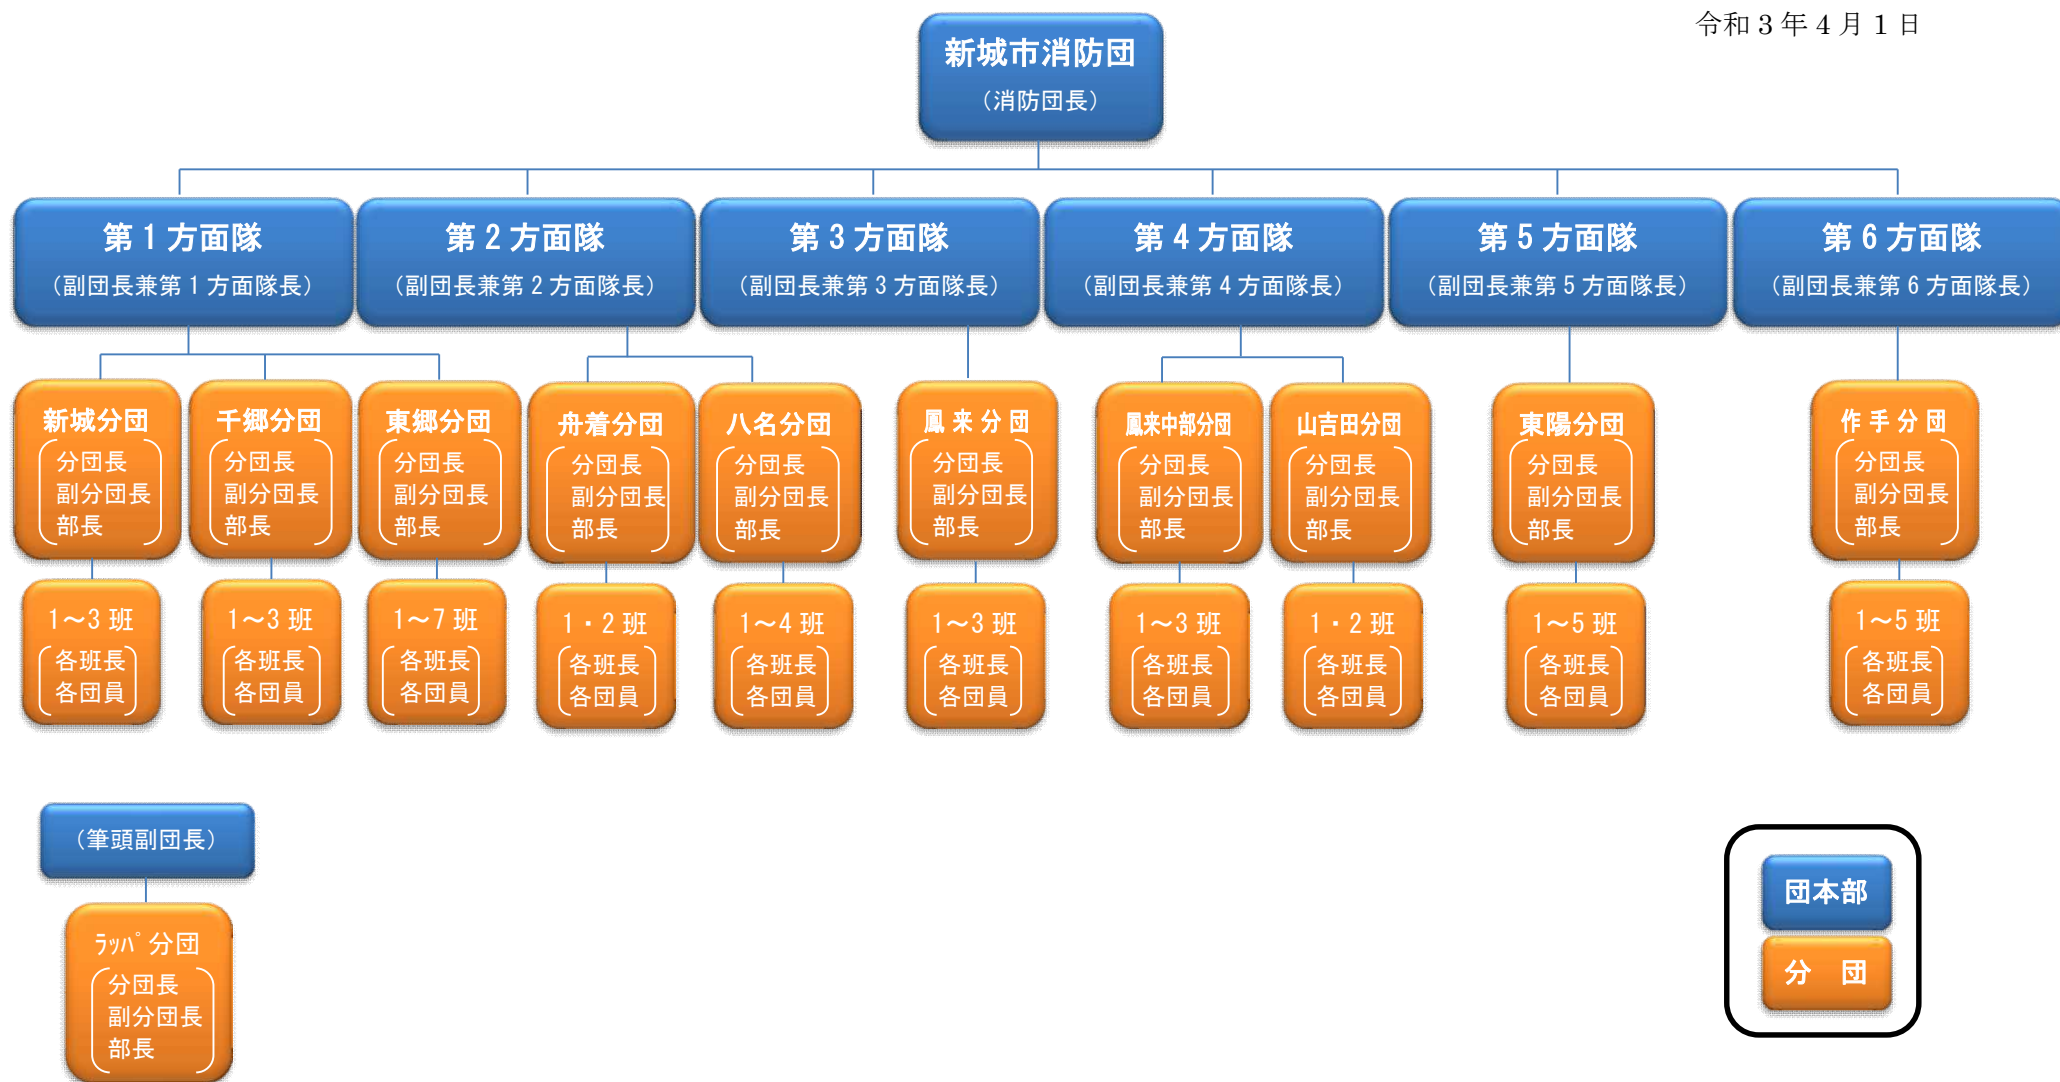 令和3年4月1日
新城市消防団
（消防団長）
第1方面隊
（副団長兼第1方面隊長）
第2方面隊
（副団長兼第2方面隊長）
第3方面隊
（副団長兼第3方面隊長）
第4方面隊
（副団長兼第4方面隊長）
第5方面隊
（副団長兼第5方面隊長）
第6方面隊
（副団長兼第6方面隊長）
新城分団
分団長
副分団長
部長
千郷分団
分団長
副分団長
部長
東郷分団
分団長
副分団長
部長
舟着分団
分団長
副分団長
部長
八名分団
分団長
副分団長
部長
鳳来分団
分団長
副分団長
部長
鳳来中部分団
分団長
副分団長
部長
山吉田分団
分団長
副分団長
部長
東陽分団
分団長
副分団長
部長
作手分団
分団長
副分団長
部長
1～3班
各班長
各団員
1～3班
各班長
各団員
1～7班
各班長
各団員
1・2班
各班長
各団員
1～4班
各班長
各団員
1～3班
各班長
各団員
1～3班
各班長
各団員
1・2班
各班長
各団員
1～5班
各班長
各団員
1～5班
各班長
各団員
（筆頭副団長）
ﾗｯﾊﾟ分団
分団長
副分団長
部長
団本部
分　団